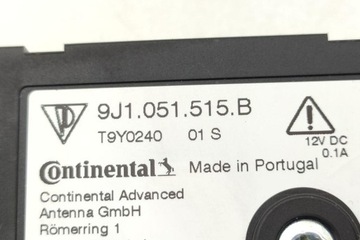 9J1.051.515.B
T9Y0240 01 S
12V DC
0.1A
Continental Made in Portugal
Continental Advanced
Antenna GmbH
Römerring 1